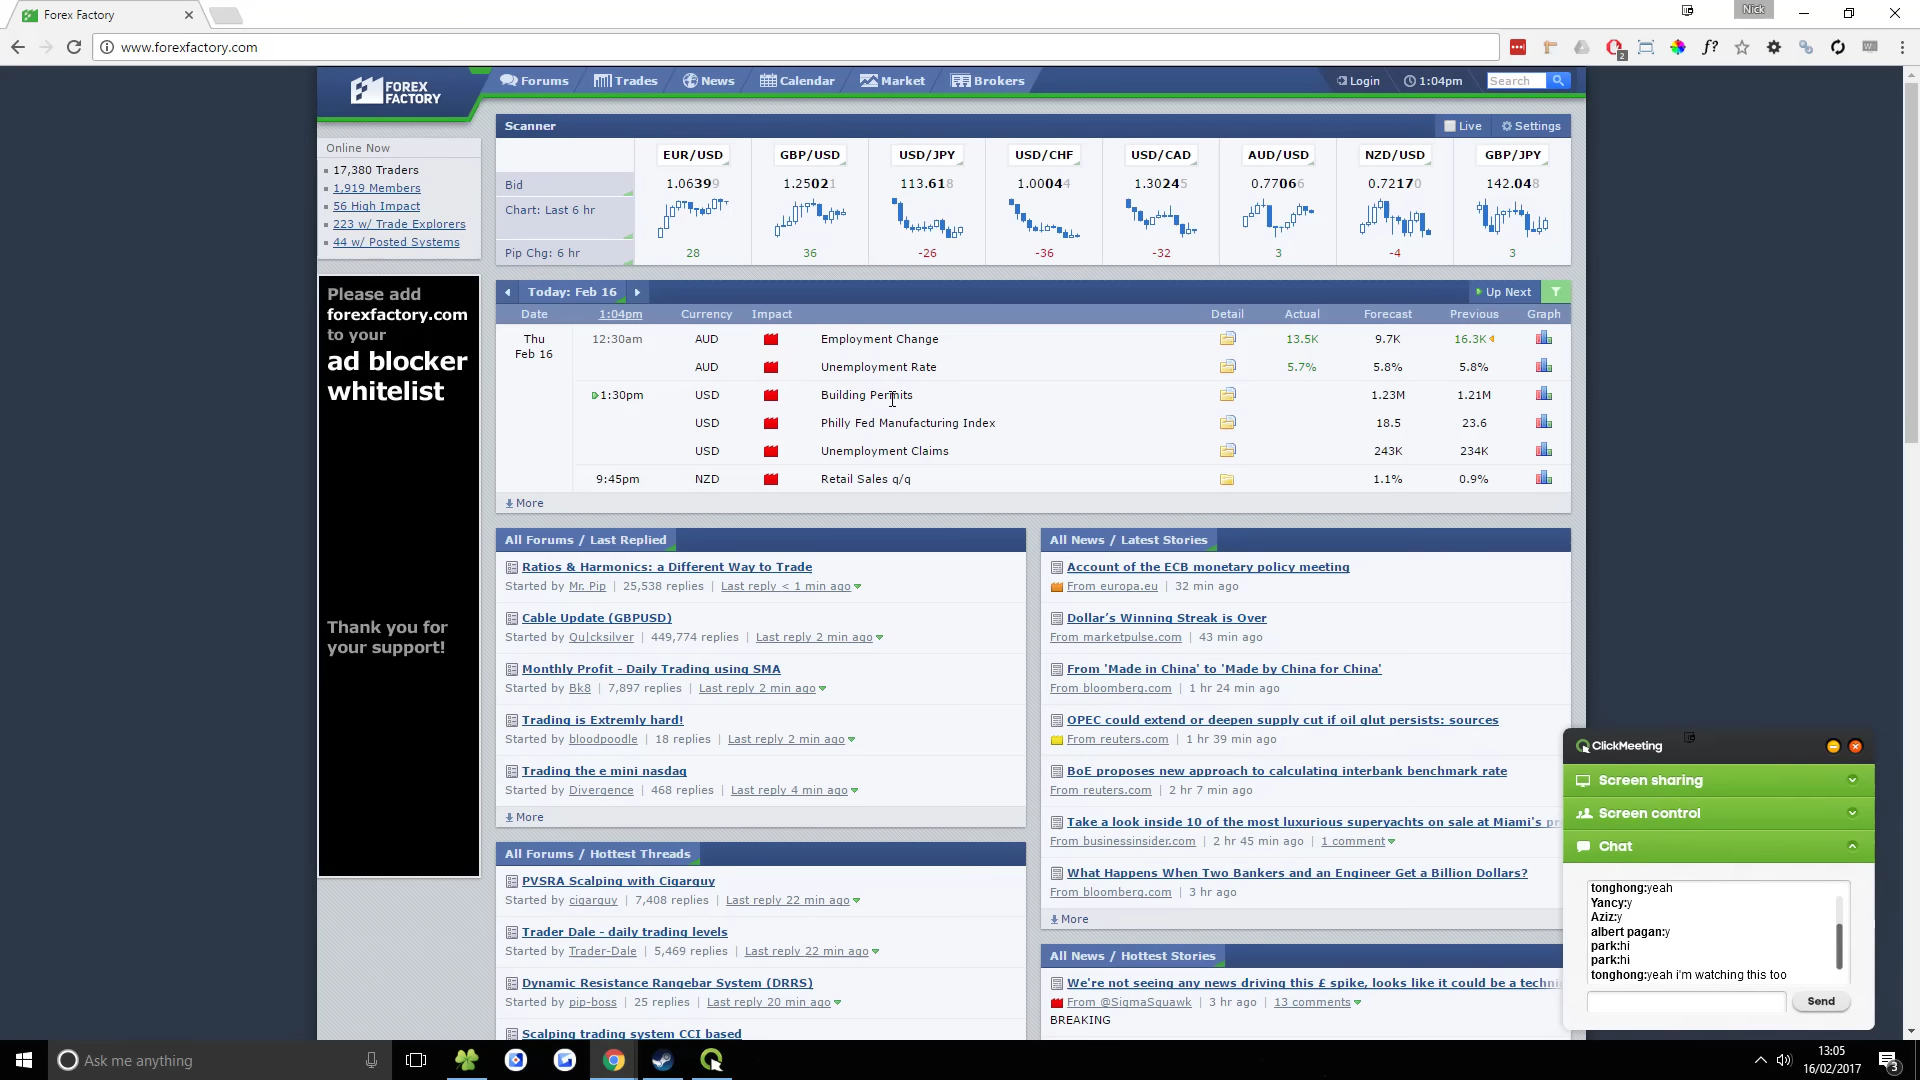 Forex Factory
Nick
www.forexfactory.com
2
f?
FOREX
FACTORY
Forums
Trades
News
Calendar
Market
Brokers
Login
1:04pm
Search
Online Now
17,380 Traders
1,919 Members
56 High Impact
223 w/ Trade Explorers
44 w/ Posted Systems
Please add
forexfactory.com
to your
ad blocker
whitelist
Thank you for
your support!
Scanner
Live
Settings
EUR/USD GBP/USD USD/JPY USD/CHF USD/CAD AUD/USD NZD/USD GBP/JPY
Bid 1.06399 1.25021 113.618 1.00044 1.30245 0.77066 0.72170 142.048
Chart: Last 6 hr
Pip Chg: 6 hr 28 36 -26 -36 -32 3 -4 3
Today: Feb 16
Up Next
Date 1:04pm Currency Impact Detail Actual Forecast Previous Graph
Thu
Feb 16
12:30am AUD Employment Change 13.5K 9.7K 16.3K
AUD Unemployment Rate 5.7% 5.8% 5.8%
1:30pm USD Building Permits 1.23M 1.21M
USD Philly Fed Manufacturing Index 18.5 23.6
USD Unemployment Claims 243K 234K
9:45pm NZD Retail Sales q/q 1.1% 0.9%
More
All Forums / Last Replied
Ratios & Harmonics: a Different Way to Trade
Started by Mr. Pip | 25,538 replies | Last reply < 1 min ago
Cable Update (GBPUSD)
Started by Qu|cksilver | 449,774 replies | Last reply 2 min ago
Monthly Profit - Daily Trading using SMA
Started by Bk8 | 7,897 replies | Last reply 2 min ago
Trading is Extremly hard!
Started by bloodpoodle | 18 replies | Last reply 2 min ago
Trading the e mini nasdaq
Started by Divergence | 468 replies | Last reply 4 min ago
More
All Forums / Hottest Threads
PVSRA Scalping with Cigarguy
Started by cigarguy | 7,408 replies | Last reply 22 min ago
Trader Dale - daily trading levels
Started by Trader-Dale | 5,469 replies | Last reply 22 min ago
Dynamic Resistance Rangebar System (DRRS)
Started by pip-boss | 25 replies | Last reply 20 min ago
Scalping trading system CCI based
All News / Latest Stories
Account of the ECB monetary policy meeting
From europa.eu | 32 min ago
Dollar's Winning Streak is Over
From marketpulse.com | 43 min ago
From 'Made in China' to 'Made by China for China'
From bloomberg.com | 1 hr 24 min ago
OPEC could extend or deepen supply cut if oil glut persists: sources
From reuters.com | 1 hr 39 min ago
BoE proposes new approach to calculating interbank benchmark rate
From reuters.com | 2 hr 7 min ago
Take a look inside 10 of the most luxurious superyachts on sale at Miami's pr
From businessinsider.com | 2 hr 45 min ago | 1 comment
What Happens When Two Bankers and an Engineer Get a Billion Dollars?
From bloomberg.com | 3 hr ago
More
All News / Hottest Stories
We're not seeing any news driving this £ spike, looks like it could be a techni
From @SigmaSquawk | 3 hr ago | 13 comments
BREAKING
ClickMeeting
Screen sharing
Screen control
Chat
tonghong:yeah
Yancy:y
Aziz:y
albert pagan:y
park:hi
park:hi
tonghong:yeah i'm watching this too
Send
Ask me anything
13:05
16/02/2017
3